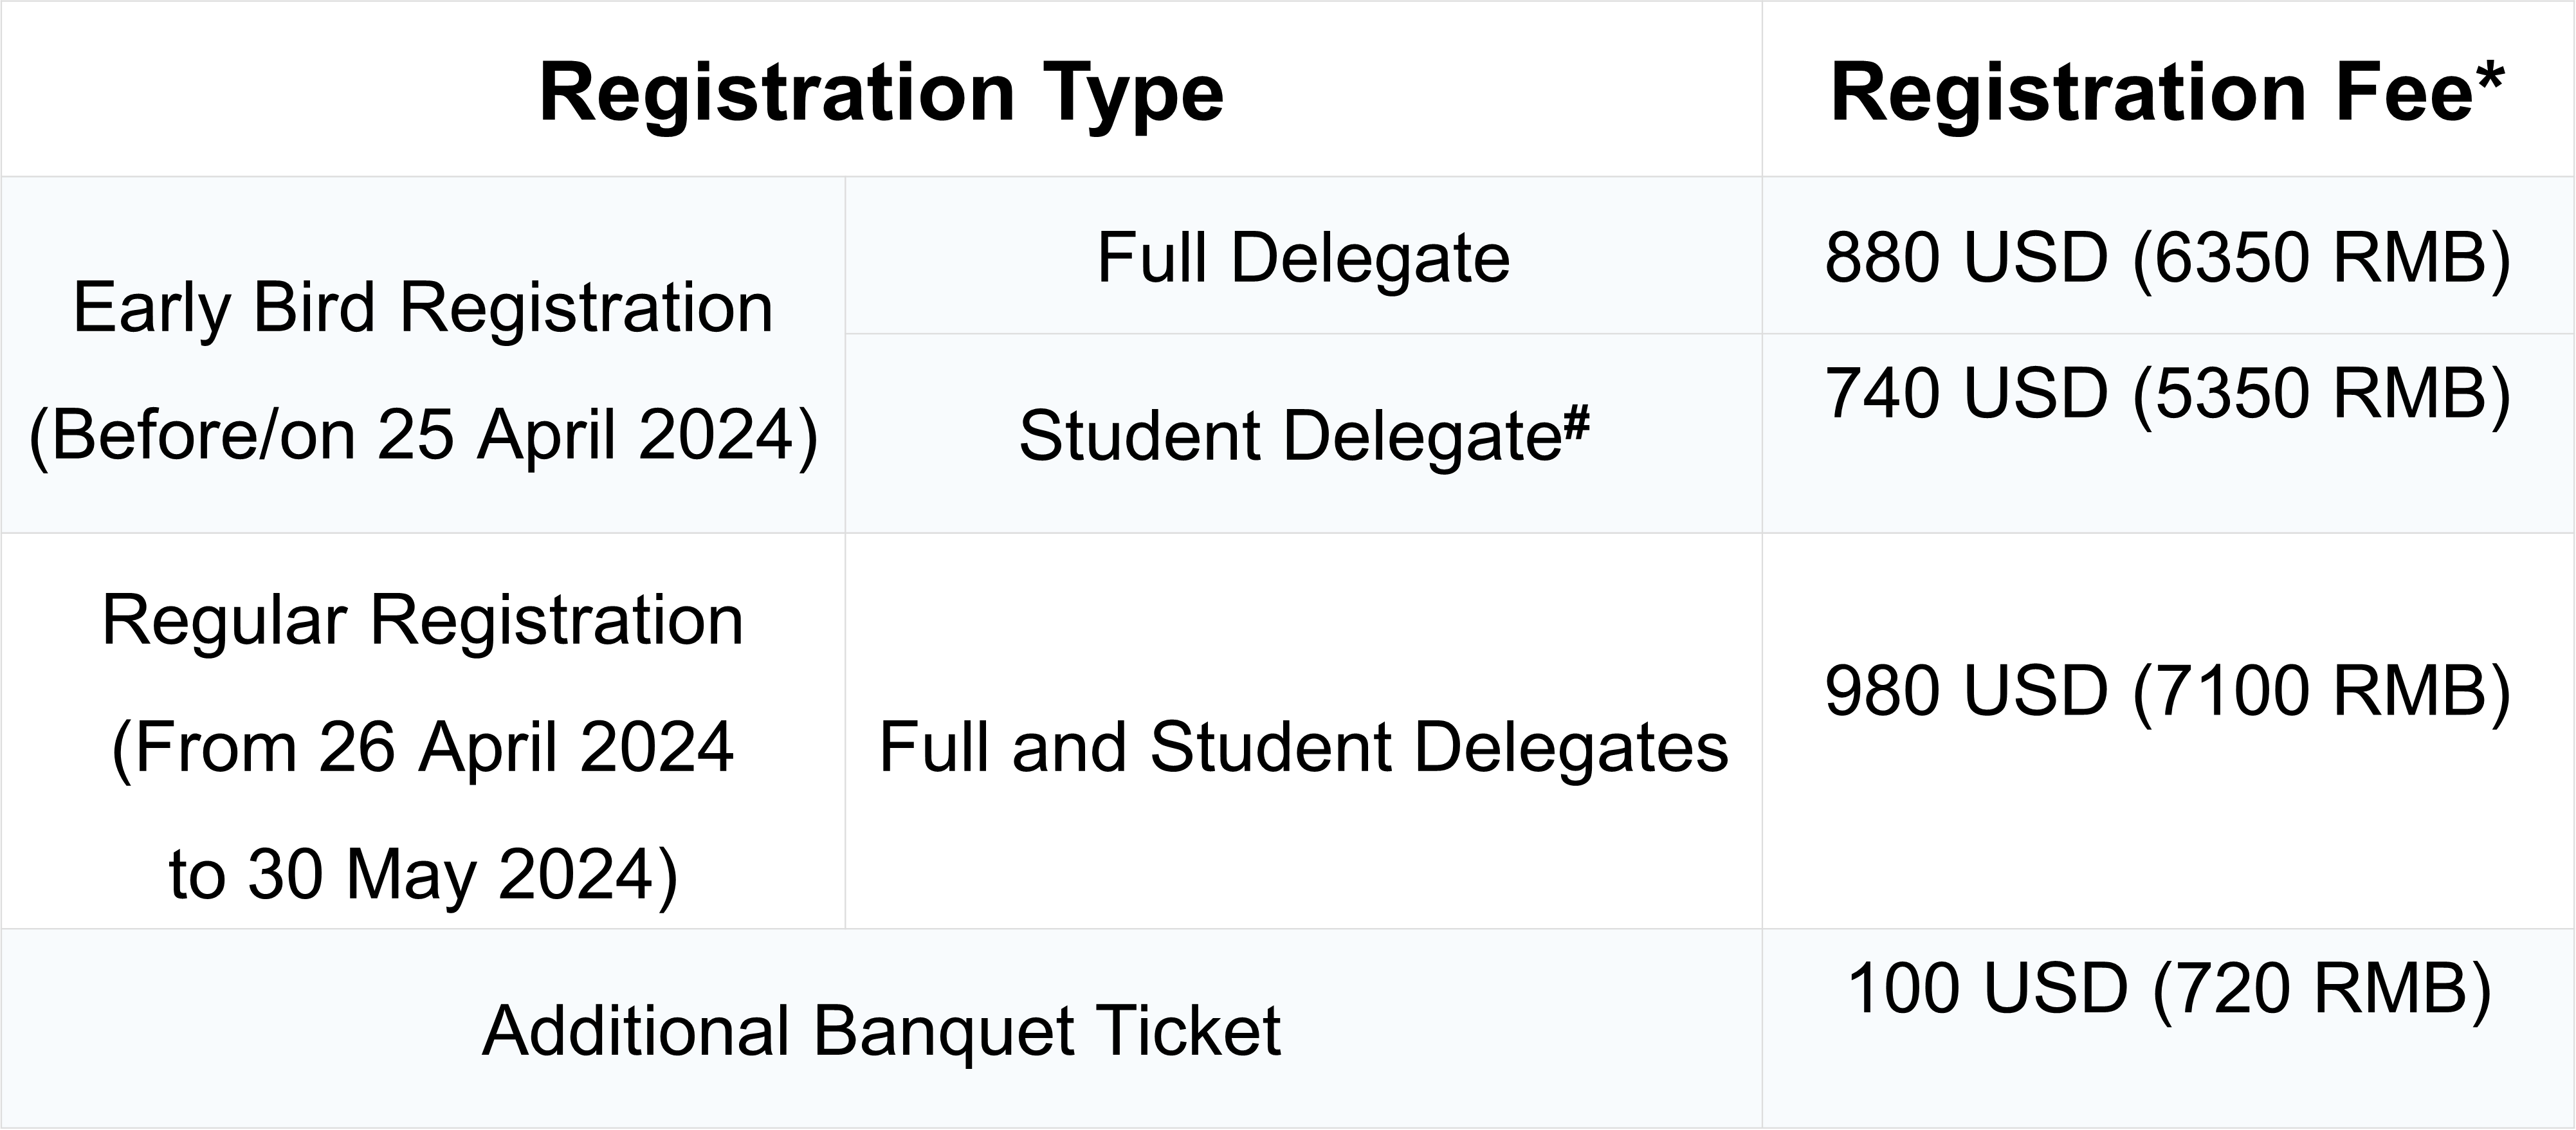 Registration Type
Registration Fee*
Early Bird Registration
(Before/on 25 April 2024)
Full Delegate
880 USD (6350 RMB)
Student Delegate#
740 USD (5350 RMB)
Regular Registration
(From 26 April 2024
to 30 May 2024)
Full and Student Delegates
980 USD (7100 RMB)
Additional Banquet Ticket
100 USD (720 RMB)